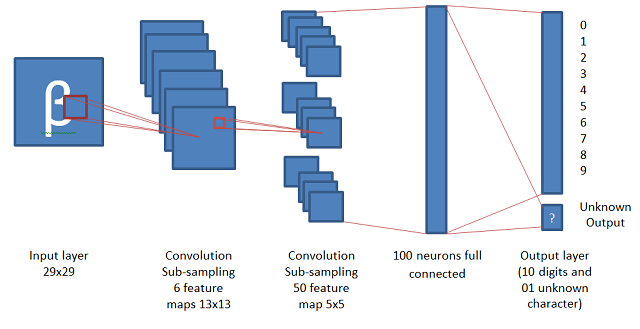 β
0
1
2
3
4
5
6
7
8
9
?
Unknown
Output
Input layer
29x29
Convolution
Sub-sampling
6 feature
maps 13x13
Convolution
Sub-sampling
50 feature
map 5x5
100 neurons full
connected
Output layer
(10 digits and
01 unknown
character)